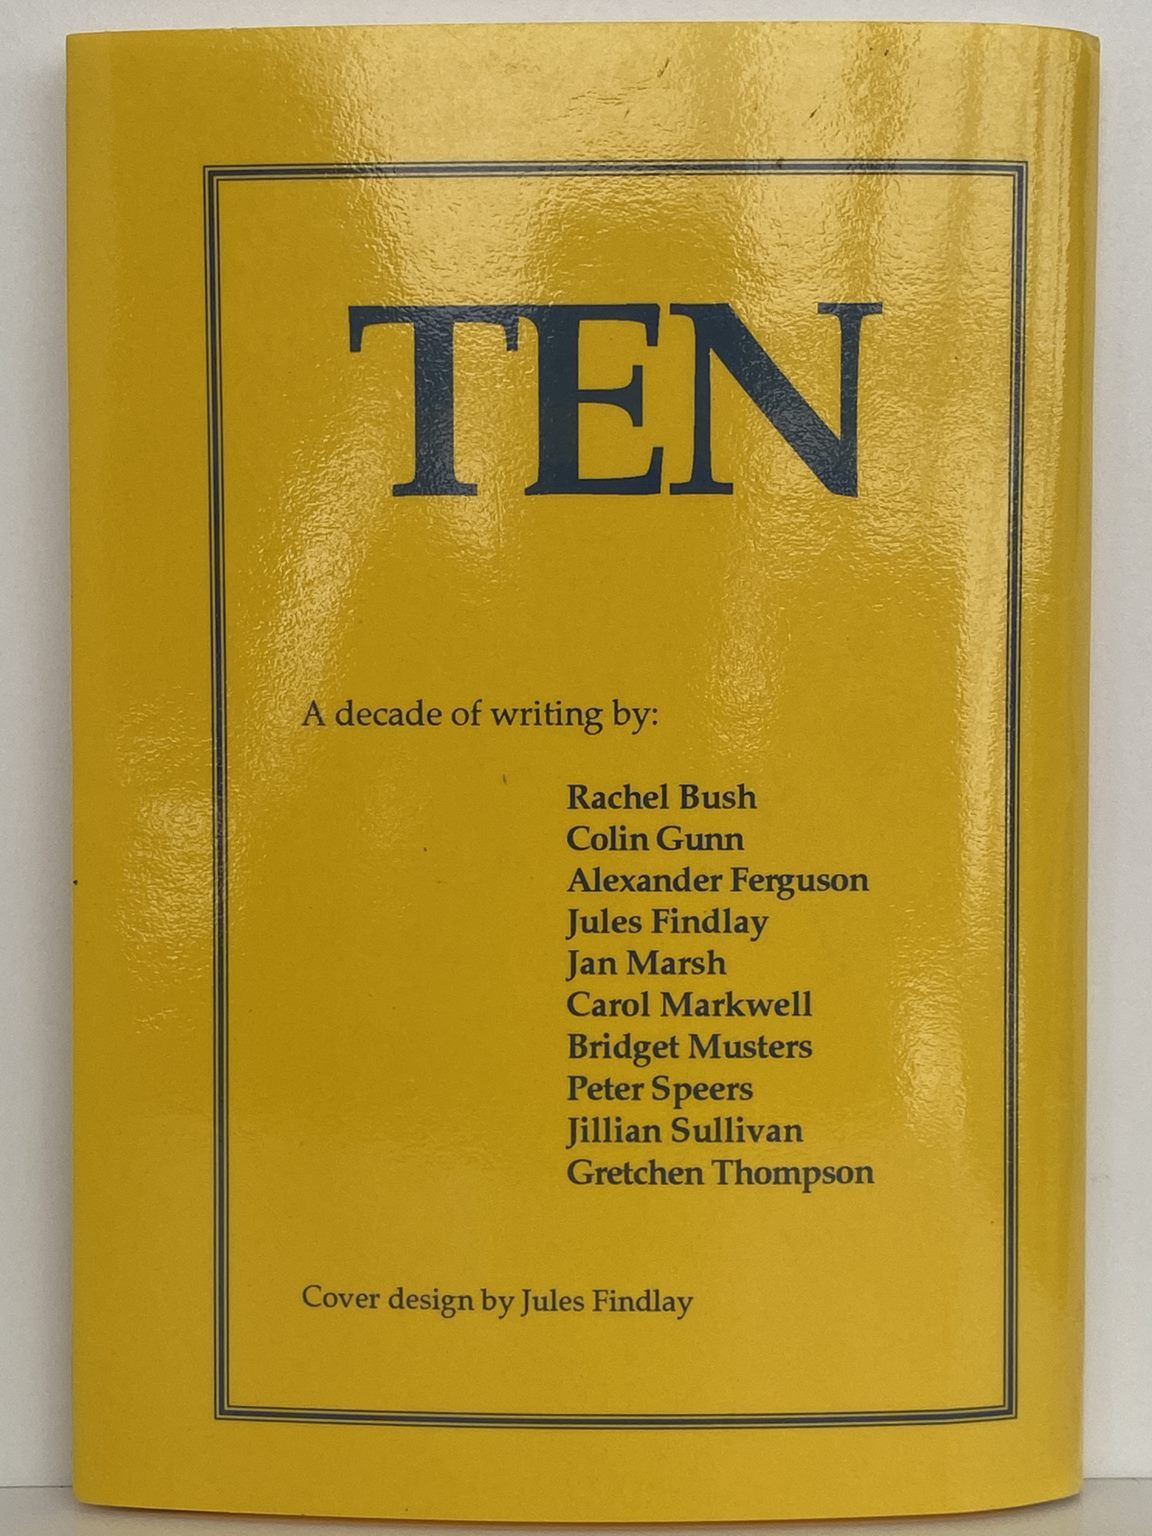 TEN
A decade of writing by:
Rachel Bush
Colin Gunn
Alexander Ferguson
Jules Findlay
Jan Marsh
Carol Markwell
Bridget Musters
Peter Speers
Jillian Sullivan
Gretchen Thompson
Cover design by Jules Findlay